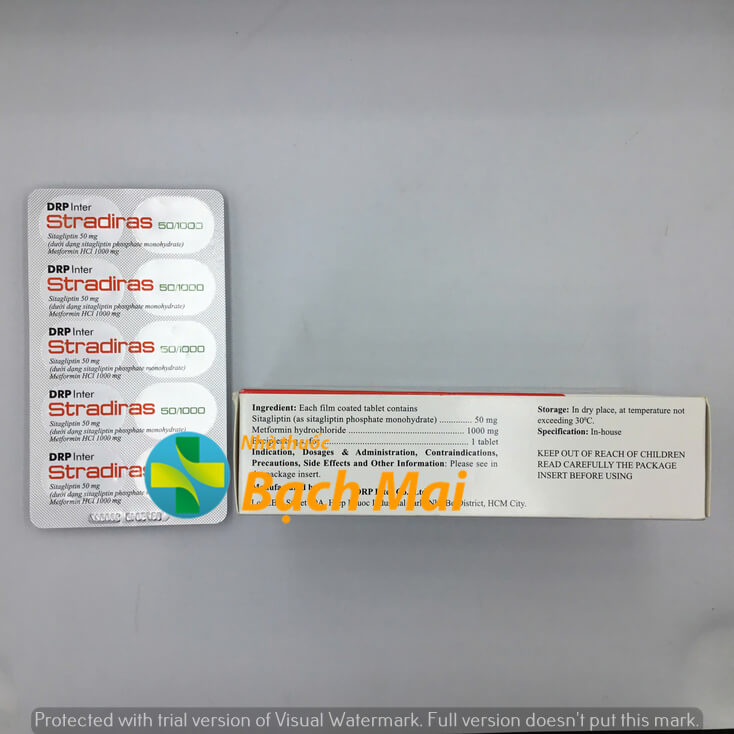 DRP Inter
Stradiras 50/1000
Sitagliptin 50 mg
(dưới dạng sitagliptin phosphate monohydrate)
Metformin HCl 1000 mg
DRP Inter
Stradiras 50/1000
Sitagliptin 50 mg
(dưới dạng sitagliptin phosphate monohydrate)
Metformin HCl 1000 mg
DRP Inter
Stradiras 50/1000
Sitagliptin 50 mg
(dưới dạng sitagliptin phosphate monohydrate)
Metformin HCl 1000 mg
DRP Inter
Stradiras 50/1000
Sitagliptin 50 mg
(dưới dạng sitagliptin phosphate monohydrate)
Metformin HCl 1000 mg
DRP Inter
Stradiras
Sitagliptin 50 mg
(dưới dạng sitagliptin phosphate
Metformin HCl 1000 mg
Ingredient: Each film coated tablet contains
Sitagliptin (as sitagliptin phosphate monohydrate) .............. 50 mg
Metformin hydrochloride ....................................... 1000 mg
1 tablet
Indication, Dosages & Administration, Contraindications,
Precautions, Side Effects and Other Information: Please see in
package insert.
DRP
District, HCM City.
Storage: In dry place, at temperature not
exceeding 30°C.
Specification: In-house
KEEP OUT OF REACH OF CHILDREN
READ CAREFULLY THE PACKAGE
INSERT BEFORE USING
Nhà thuốc
Bạch Mai
Protected with trial version of Visual Watermark. Full version doesn't put this mark.